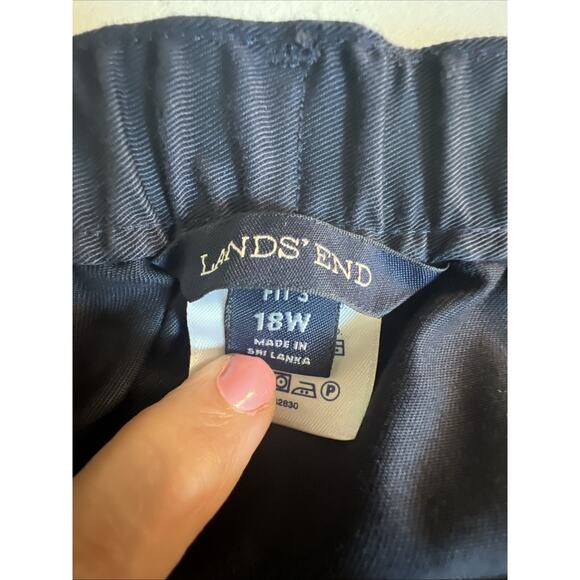 LANDS' END
FIT 3
18W
MADE IN
SRI LANKA
P